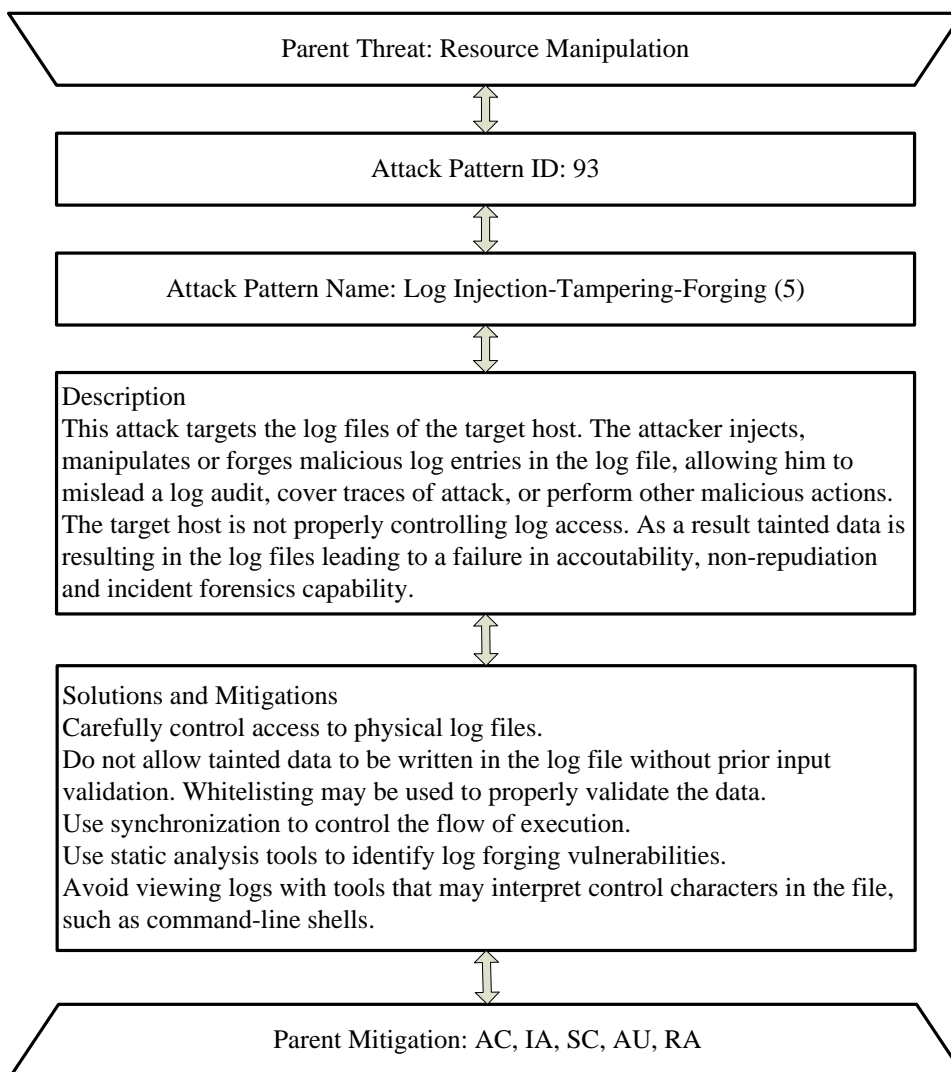 Parent Threat: Resource Manipulation
Attack Pattern ID: 93
Attack Pattern Name: Log Injection-Tampering-Forging (5)
Description
This attack targets the log files of the target host. The attacker injects,
manipulates or forges malicious log entries in the log file, allowing him to
mislead a log audit, cover traces of attack, or perform other malicious actions.
The target host is not properly controlling log access. As a result tainted data is
resulting in the log files leading to a failure in accoutability, non-repudiation
and incident forensics capability.
Solutions and Mitigations
Carefully control access to physical log files.
Do not allow tainted data to be written in the log file without prior input
validation. Whitelisting may be used to properly validate the data.
Use synchronization to control the flow of execution.
Use static analysis tools to identify log forging vulnerabilities.
Avoid viewing logs with tools that may interpret control characters in the file,
such as command-line shells.
Parent Mitigation: AC, IA, SC, AU, RA